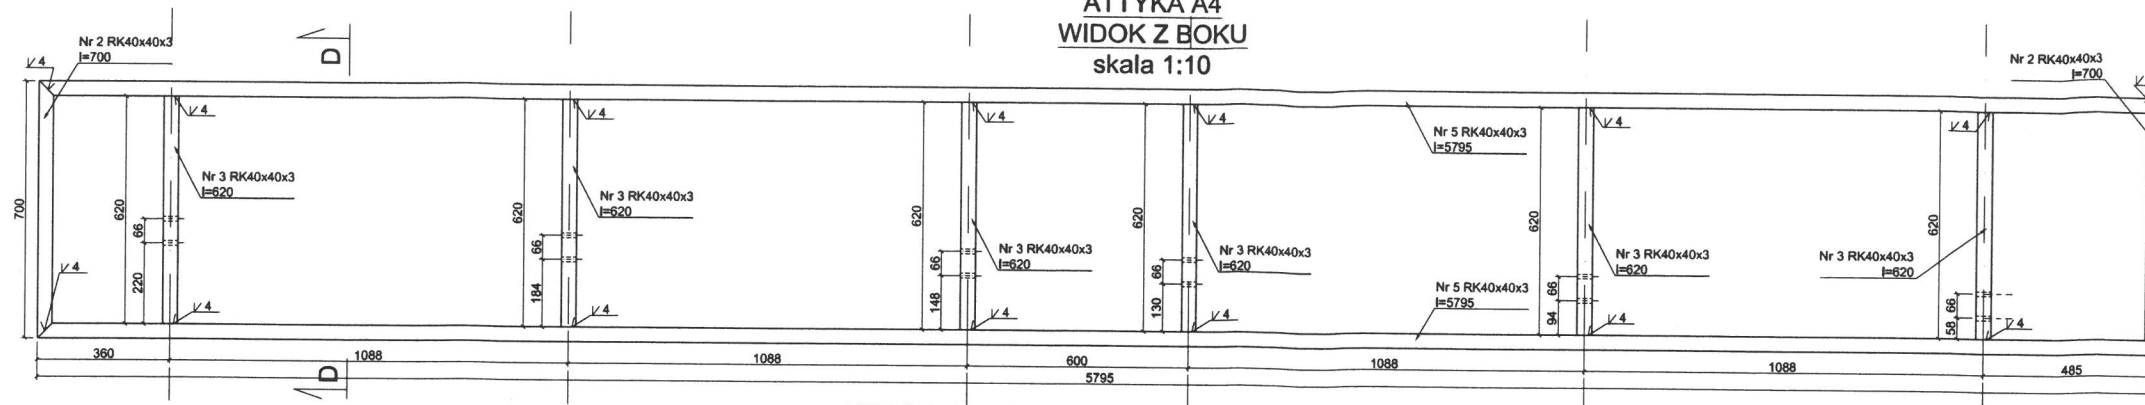 ATTYKA A4
WIDOK Z BOKU
skala 1:10
Nr 2 RK40x40x3
l=700
D
Nr 2 RK40x40x3
l=700
4
4
4
4
4
4
4
Nr 5 RK40x40x3
l=5795
Nr 3 RK40x40x3
l=620
Nr 3 RK40x40x3
l=620
Nr 3 RK40x40x3
l=620
Nr 3 RK40x40x3
l=620
Nr 3 RK40x40x3
l=620
Nr 3 RK40x40x3
l=620
700
620
66
220
620
66
184
620
66
148
620
66
130
620
66
94
620
66
58
4
Nr 5 RK40x40x3
l=5795
4
4
4
4
4
4
360
1088
1088
600
1088
1088
485
D
5795